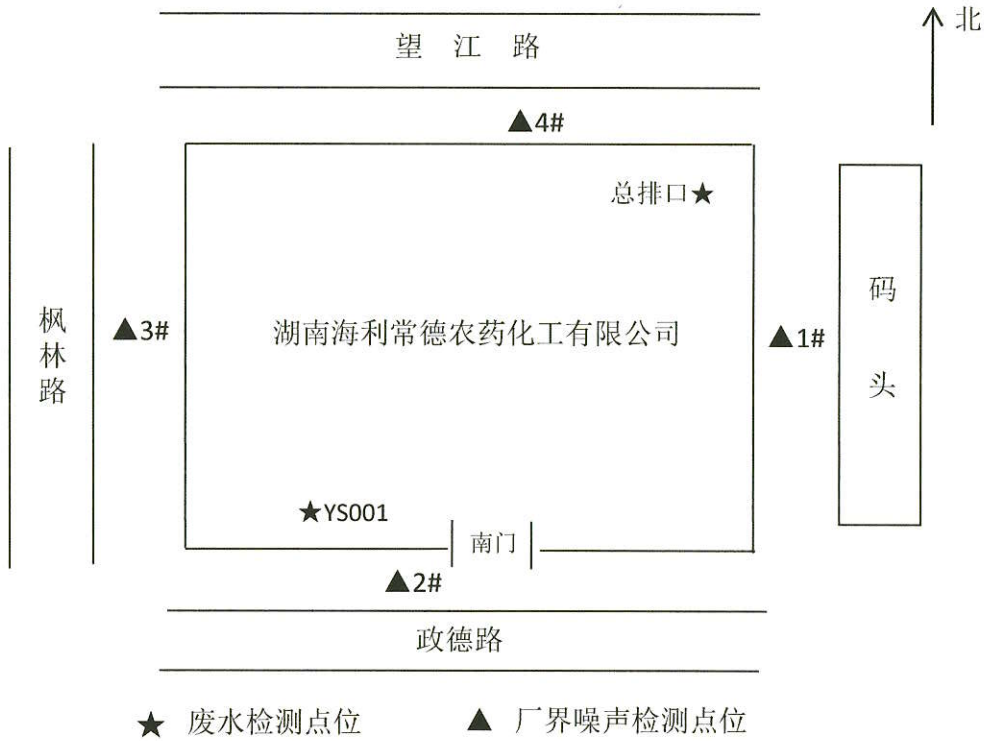 望江路
北
▲4#
总排口★
枫林路
▲3#
湖南海利常德农药化工有限公司
▲1#
码头
★YS001
南门
▲2#
政德路
★ 废水检测点位
▲ 厂界噪声检测点位